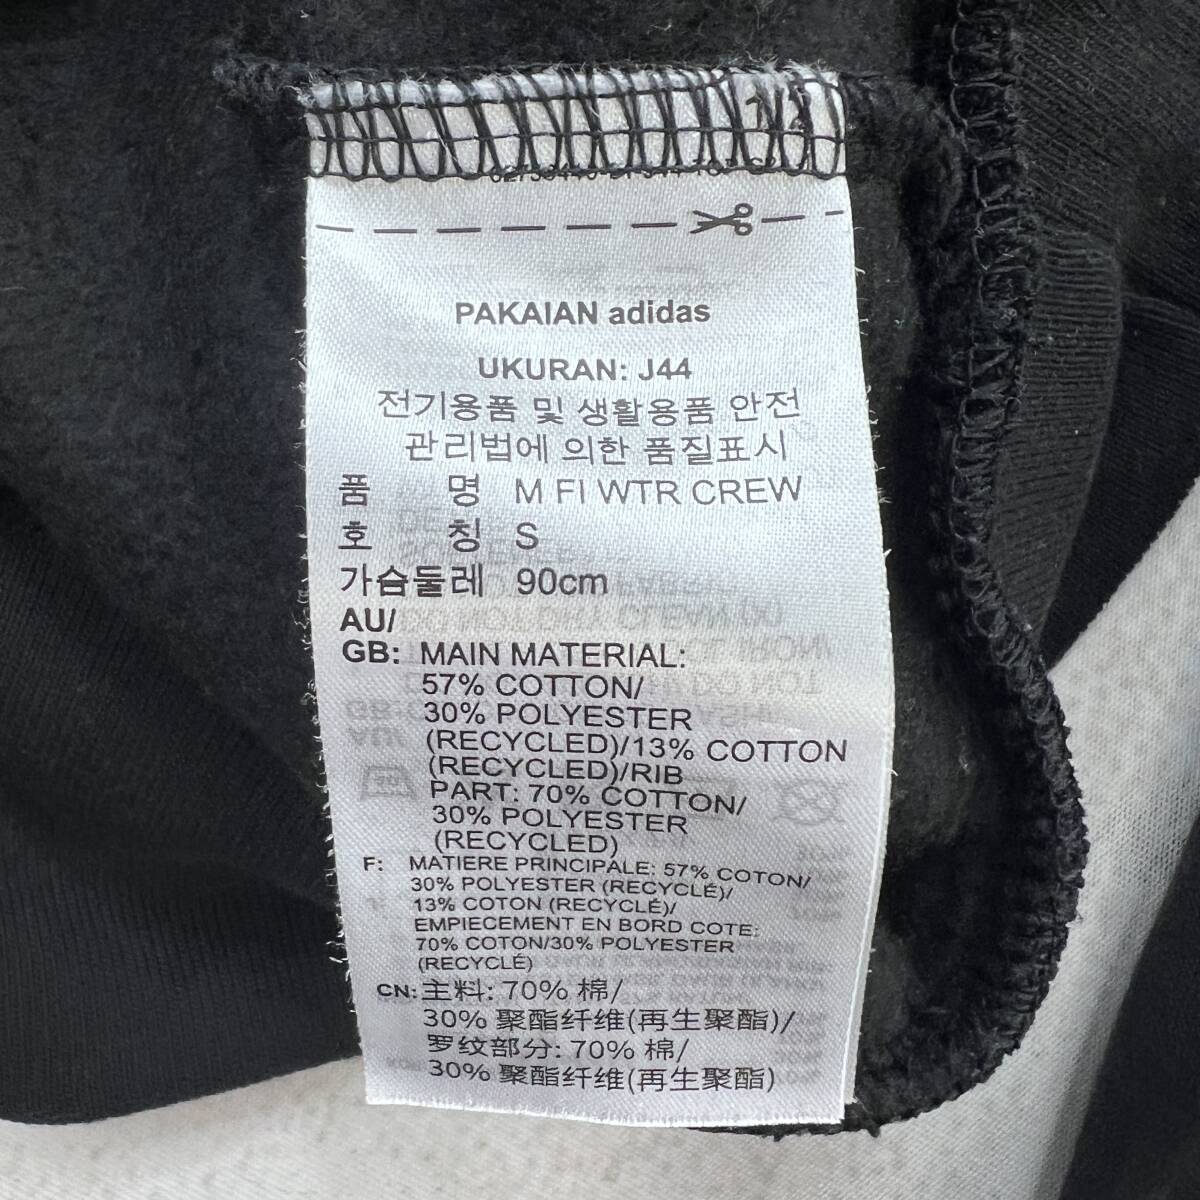 PAKAIAN adidas
UKURAN: J44
전기용품 및 생활용품 안전
관리법에 의한 품질표시
품 명 M FI WTR CREW
호 칭 S
가슴둘레 90cm
AU/
GB: MAIN MATERIAL:
57% COTTON/
30% POLYESTER
(RECYCLED)/13% COTTON
(RECYCLED)/RIB
PART: 70% COTTON/
30% POLYESTER
(RECYCLED)
F: MATIERE PRINCIPALE: 57% COTON/
30% POLYESTER (RECYCLÉ)/
13% COTON (RECYCLÉ)/
EMPIECEMENT EN BORD COTE:
70% COTON/30% POLYESTER
(RECYCLÉ)
CN: 主料: 70% 棉/
30% 聚酯纤维(再生聚酯)/
罗纹部分: 70% 棉/
30% 聚酯纤维(再生聚酯)